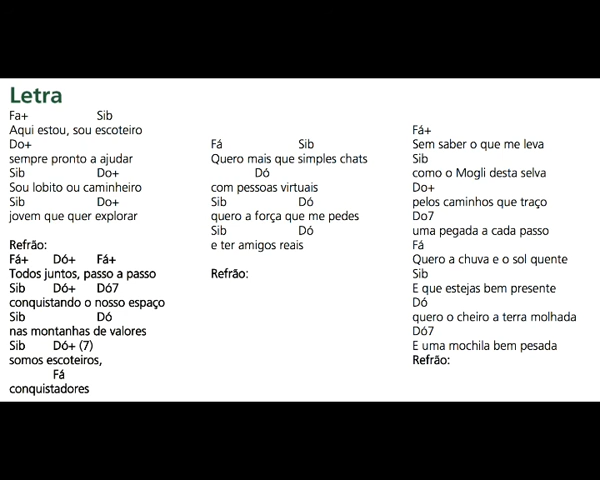 Letra
Fa+ Sib
Aqui estou, sou escoteiro
Do+
sempre pronto a ajudar
Sib Do+
Sou lobito ou caminheiro
Sib Do+
jovem que quer explorar
Refrão:
Fá+ Dó+ Fá+
Todos juntos, passo a passo
Sib Dó+ Dó7
conquistando o nosso espaço
Sib Dó
nas montanhas de valores
Sib Dó+ (7)
somos escoteiros,
Fá
conquistadores
Fá Sib
Quero mais que simples chats
Dó
com pessoas virtuais
Sib Dó
quero a força que me pedes
Sib Dó
e ter amigos reais
Refrão:
Fá+
Sem saber o que me leva
Sib
como o Mogli desta selva
Do+
pelos caminhos que traço
Do7
uma pegada a cada passo
Fá
Quero a chuva e o sol quente
Sib
E que estejas bem presente
Dó
quero o cheiro a terra molhada
Dó7
E uma mochila bem pesada
Refrão: